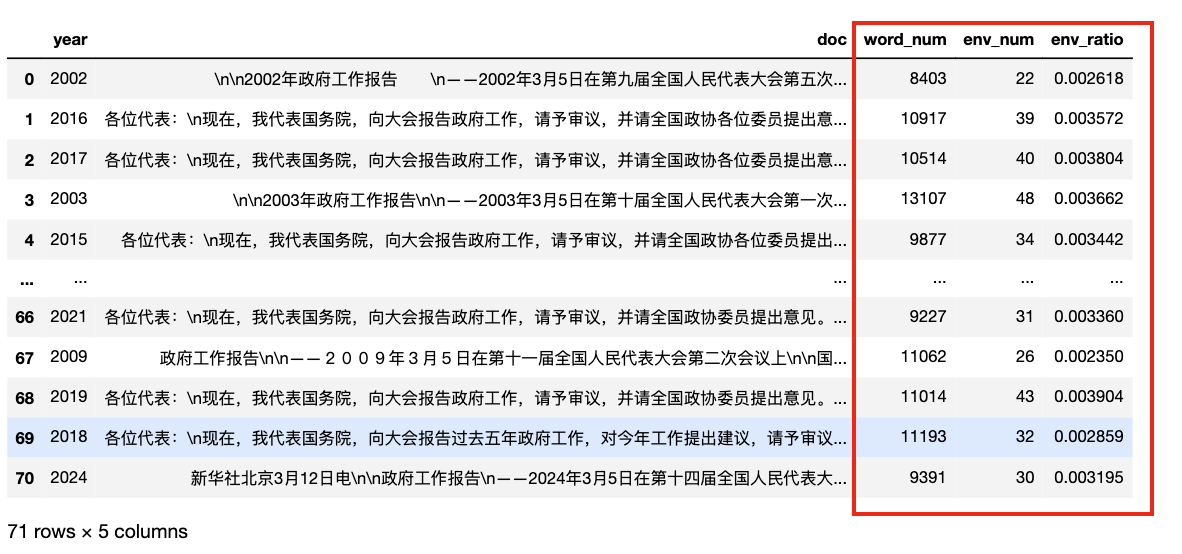 year doc word_num env_num env_ratio
0 2002 \n\n2002年政府工作报告 \n——2002年3月5日在第九届全国人民代表大会第五次... 8403 22 0.002618
1 2016 各位代表：\n现在，我代表国务院，向大会报告政府工作，请予审议，并请全国政协各位委员提出意... 10917 39 0.003572
2 2017 各位代表：\n现在，我代表国务院，向大会报告政府工作，请予审议，并请全国政协各位委员提出意... 10514 40 0.003804
3 2003 \n\n2003年政府工作报告\n\n——2003年3月5日在第十届全国人民代表大会第一次... 13107 48 0.003662
4 2015 各位代表：\n现在，我代表国务院，向大会报告政府工作，请予审议，并请全国政协各位委员提出... 9877 34 0.003442
... ... ... ... ... ...
66 2021 各位代表：\n现在，我代表国务院，向大会报告政府工作，请予审议，并请全国政协委员提出意见。... 9227 31 0.003360
67 2009 政府工作报告\n\n——２００９年３月５日在第十一届全国人民代表大会第二次会议上\n\n国... 11062 26 0.002350
68 2019 各位代表：\n现在，我代表国务院，向大会报告政府工作，请予审议，并请全国政协委员提出意见。... 11014 43 0.003904
69 2018 各位代表：\n现在，我代表国务院，向大会报告过去五年政府工作，对今年工作提出建议，请予审议... 11193 32 0.002859
70 2024 新华社北京3月12日电\n\n政府工作报告\n——2024年3月5日在第十四届全国人民代表大... 9391 30 0.003195
71 rows × 5 columns